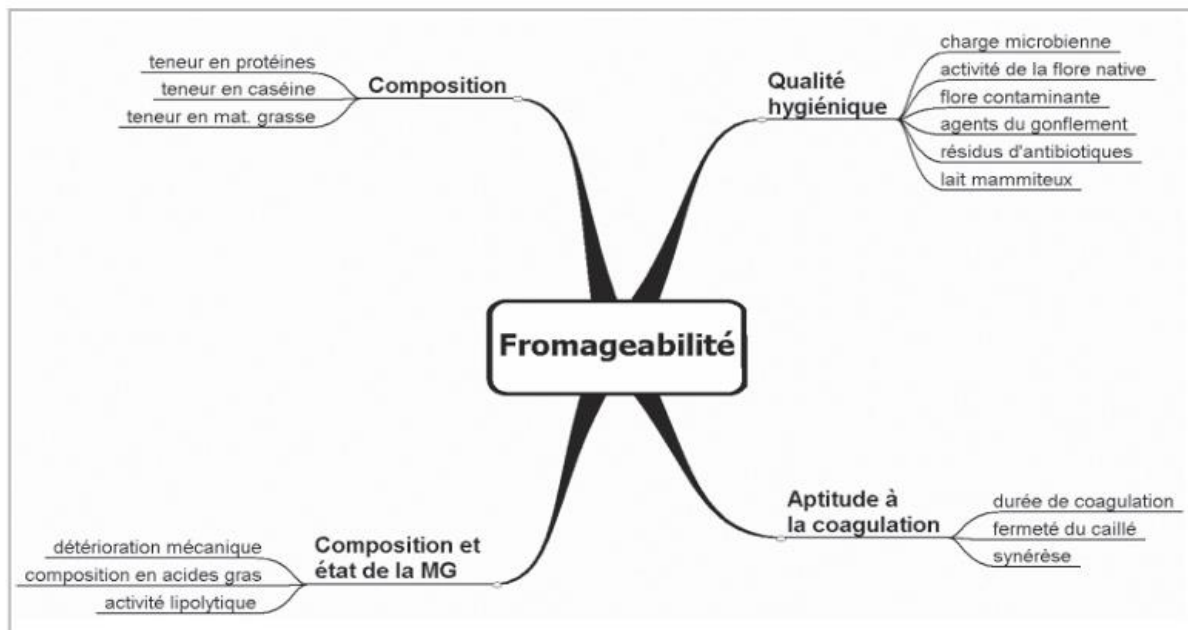 teneur en protéines
teneur en caséine
teneur en mat. grasse
Composition
Qualité
hygiénique
charge microbienne
activité de la flore native
flore contaminante
agents du gonflement
résidus d'antibiotiques
lait mammiteux
Fromageabilité
détérioration mécanique
composition en acides gras
activité lipolytique
Composition et
état de la MG
Aptitude à
la coagulation
durée de coagulation
fermeté du caillé
synérèse